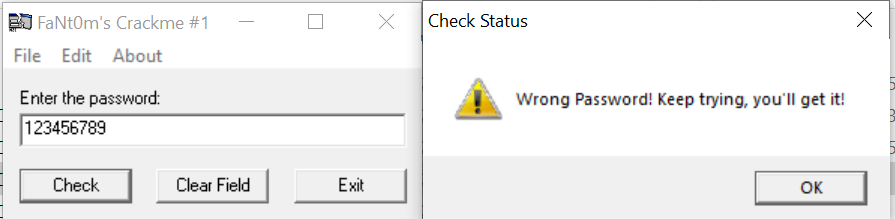 FaNt0m's Crackme #1
File Edit About
Enter the password:
123456789
Check Clear Field Exit
Check Status
Wrong Password! Keep trying, you'll get it!
OK